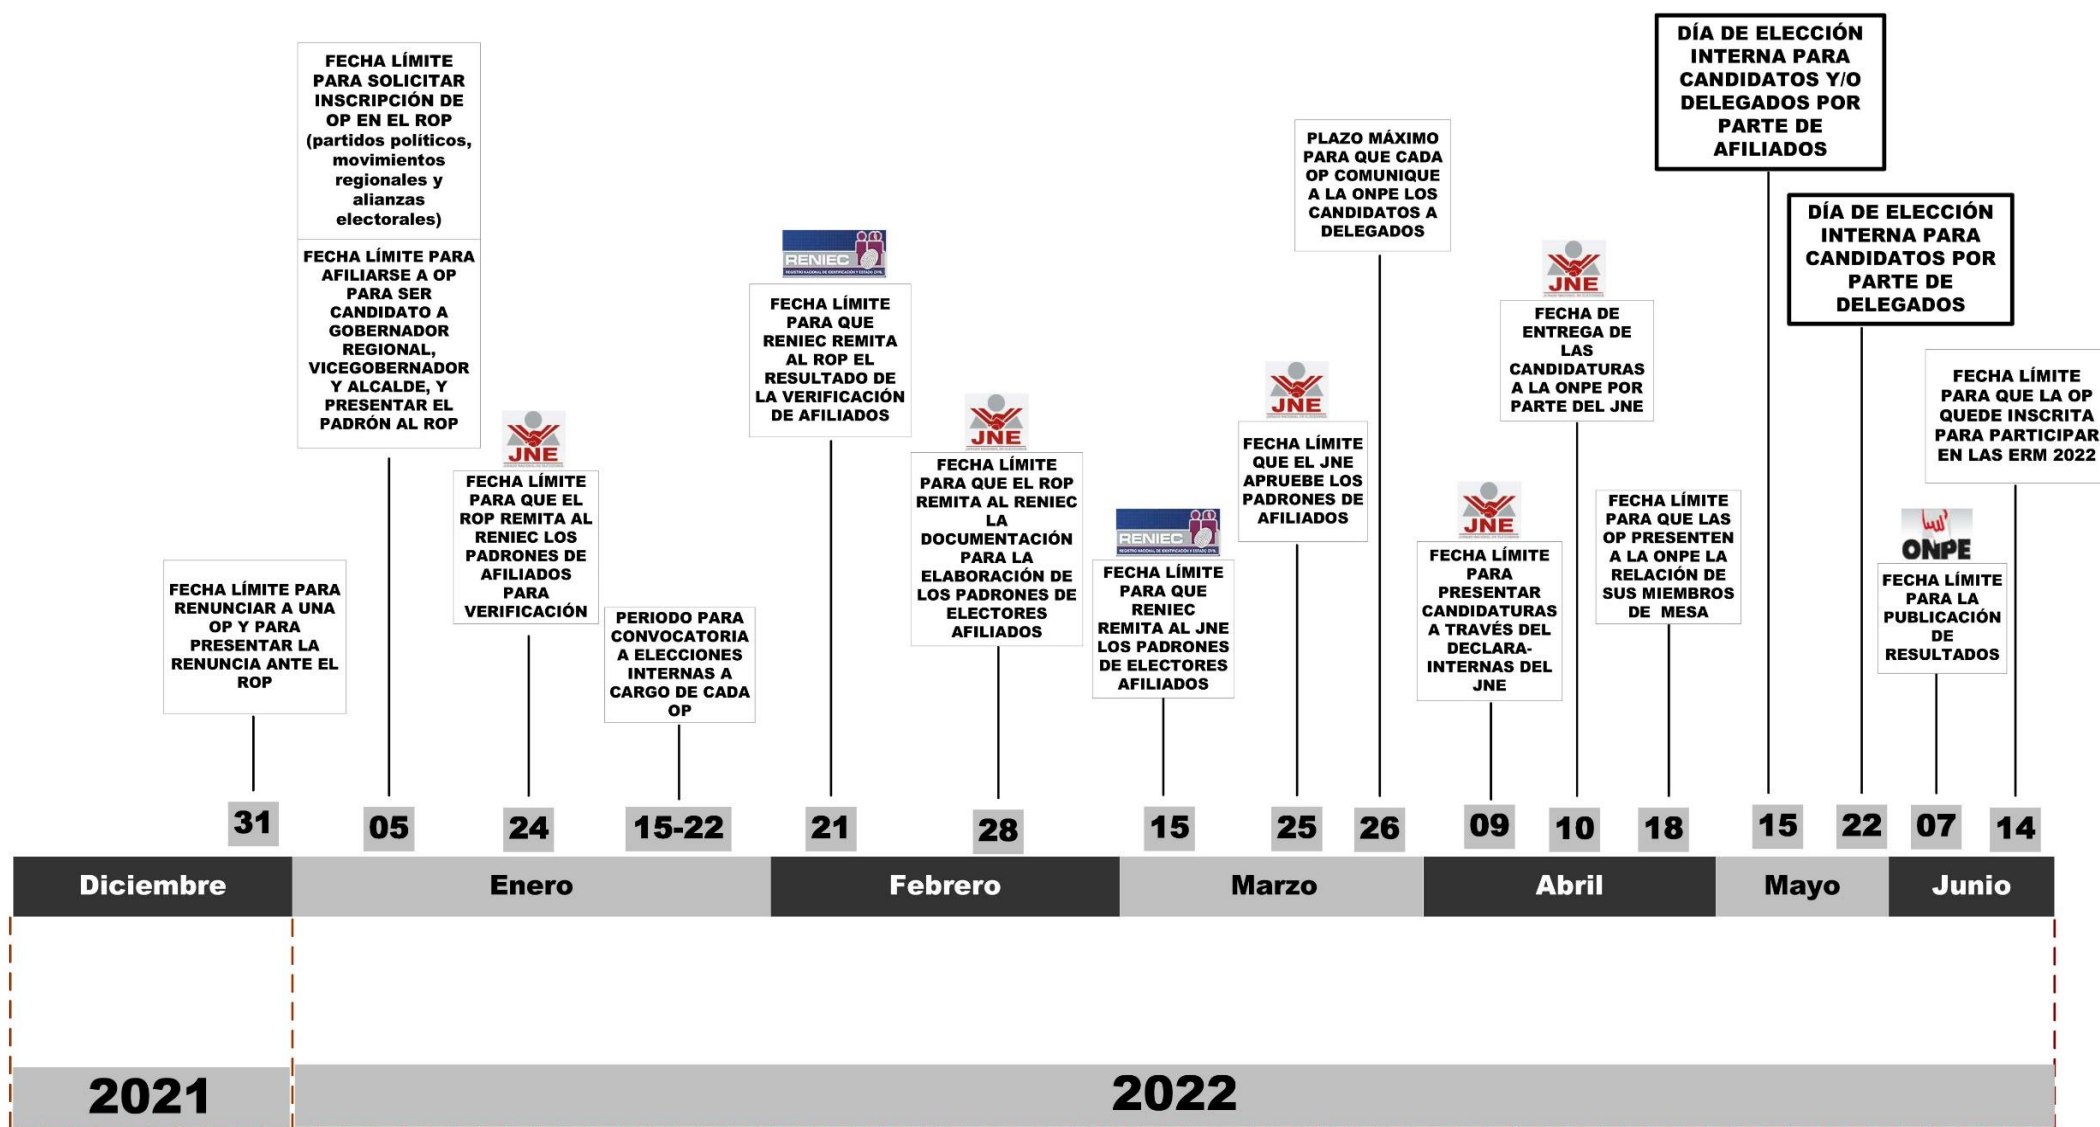 FECHA LÍMITE PARA
RENUNCIAR A UNA
OP Y PARA
PRESENTAR LA
RENUNCIA ANTE EL
ROP
FECHA LÍMITE
PARA SOLICITAR
INSCRIPCIÓN DE
OP EN EL ROP
(partidos políticos,
movimientos
regionales y
alianzas
electorales)
FECHA LÍMITE PARA
AFILIARSE A OP
PARA SER
CANDIDATO A
GOBERNADOR
REGIONAL,
VICEGOBERNADOR
Y ALCALDE, Y
PRESENTAR EL
PADRÓN AL ROP
JNE
FECHA LÍMITE
PARA QUE EL
ROP REMITA AL
RENIEC LOS
PADRONES DE
AFILIADOS
PARA
VERIFICACIÓN
PERIODO PARA
CONVOCATORIA
A ELECCIONES
INTERNAS A
CARGO DE CADA
OP
RENIEC
REGISTRO NACIONAL DE IDENTIFICACIÓN Y ESTADO CIVIL
FECHA LÍMITE
PARA QUE
RENIEC REMITA
AL ROP EL
RESULTADO DE
LA VERIFICACIÓN
DE AFILIADOS
JNE
FECHA LÍMITE
PARA QUE EL ROP
REMITA AL RENIEC
LA
DOCUMENTACIÓN
PARA LA
ELABORACIÓN DE
LOS PADRONES DE
ELECTORES
AFILIADOS
RENIEC
REGISTRO NACIONAL DE IDENTIFICACIÓN Y ESTADO CIVIL
FECHA LÍMITE
PARA QUE
RENIEC
REMITA AL JNE
LOS PADRONES
DE ELECTORES
AFILIADOS
JNE
FECHA LÍMITE
QUE EL JNE
APRUEBE LOS
PADRONES DE
AFILIADOS
PLAZO MÁXIMO
PARA QUE CADA
OP COMUNIQUE
A LA ONPE LOS
CANDIDATOS A
DELEGADOS
JNE
FECHA LÍMITE
PARA
PRESENTAR
CANDIDATURAS
A TRAVÉS DEL
DECLARA-
INTERNAS DEL
JNE
JNE
FECHA DE
ENTREGA DE
LAS
CANDIDATURAS
A LA ONPE POR
PARTE DEL JNE
FECHA LÍMITE
PARA QUE LAS
OP PRESENTEN
A LA ONPE LA
RELACIÓN DE
SUS MIEMBROS
DE MESA
DÍA DE ELECCIÓN
INTERNA PARA
CANDIDATOS Y/O
DELEGADOS POR
PARTE DE
AFILIADOS
DÍA DE ELECCIÓN
INTERNA PARA
CANDIDATOS POR
PARTE DE
DELEGADOS
ONPE
FECHA LÍMITE
PARA LA
PUBLICACIÓN
DE
RESULTADOS
FECHA LÍMITE
PARA QUE LA OP
QUEDE INSCRITA
PARA PARTICIPAR
EN LAS ERM 2022
31 05 24 15-22 21 28 15 25 26 09 10 18 15 22 07 14
Diciembre Enero Febrero Marzo Abril Mayo Junio
2021 2022